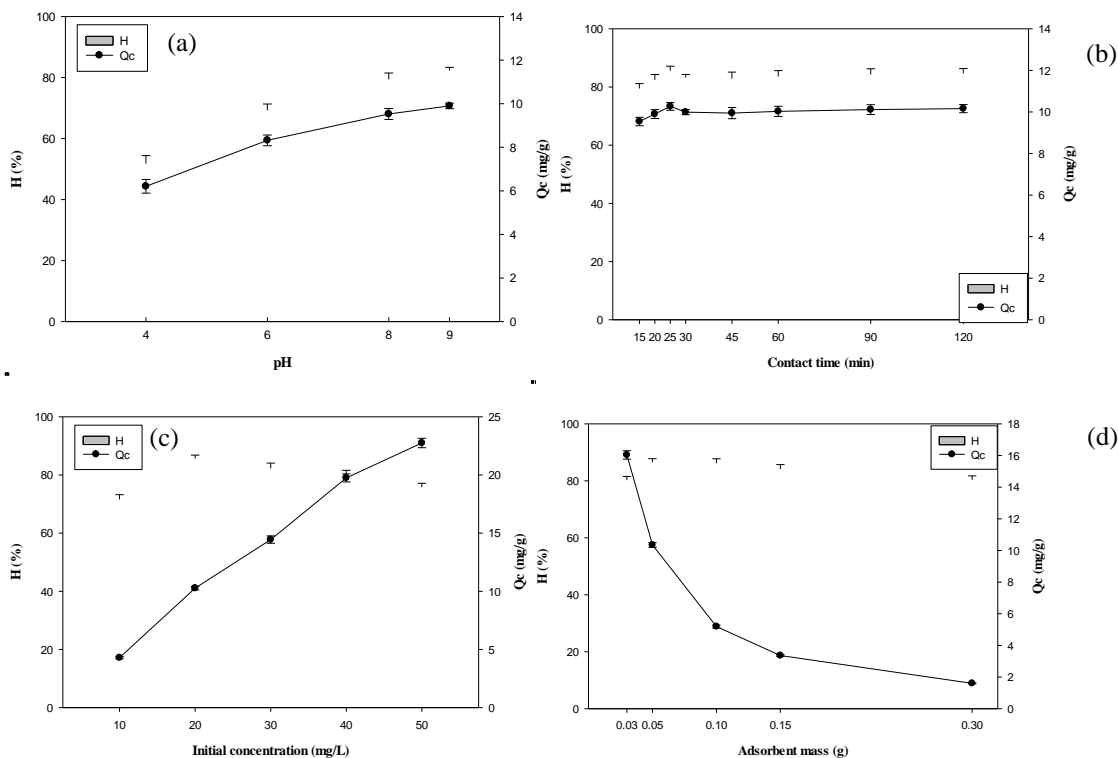 100
80
60
40
20
0
H (%)
H
Qc
(a)
14
12
10
8
6
4
2
0
Qc (mg/g)
4 6 8 9
pH
100
80
60
40
20
0
H (%)
(b)
14
12
10
8
6
4
2
0
Qc (mg/g)
H
Qc
15 20 25 30 45 60 90 120
Contact time (min)
100
80
60
40
20
0
H (%)
H
Qc
(c)
25
20
15
10
5
0
Qc (mg/g)
10 20 30 40 50
Initial concentration (mg/L)
100
80
60
40
20
0
H (%)
H
Qc
(d)
18
16
14
12
10
8
6
4
2
0
Qc (mg/g)
0.03 0.05 0.10 0.15 0.30
Adsorbent mass (g)